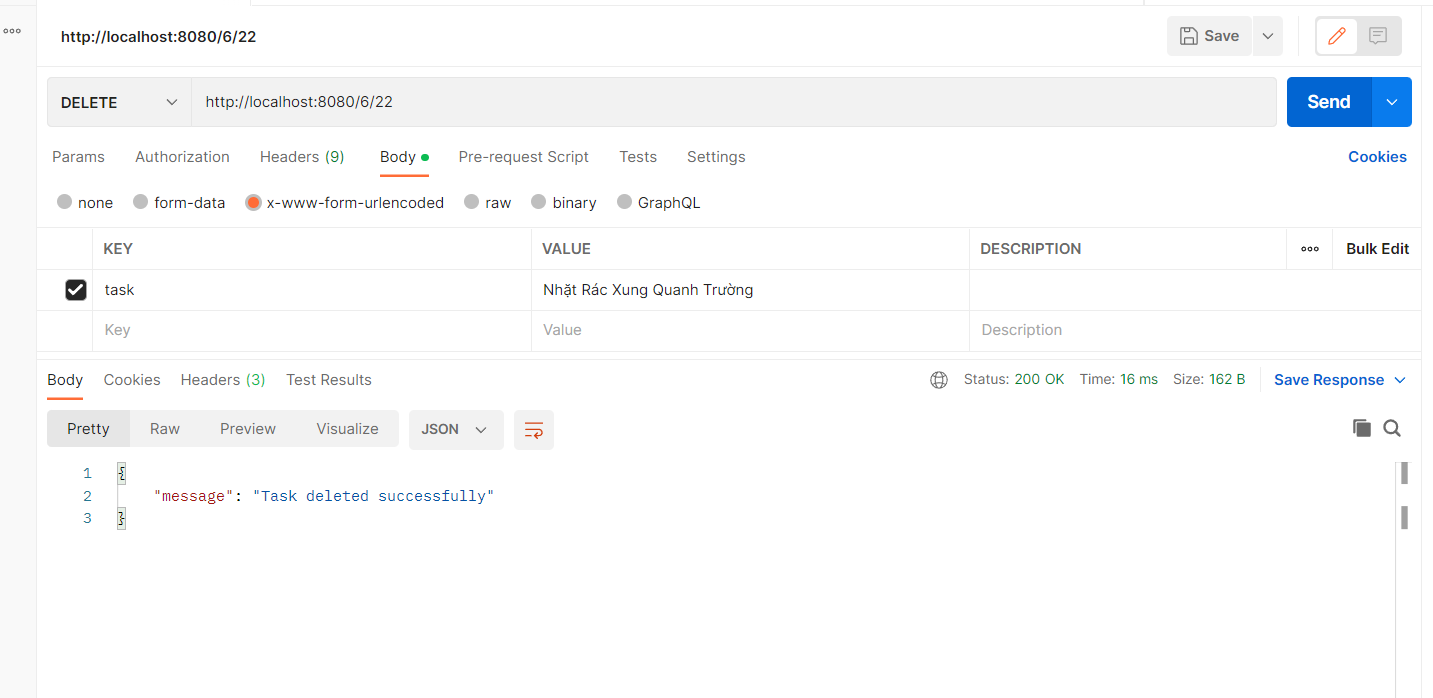 http://localhost:8080/6/22 Save
DELETE http://localhost:8080/6/22 Send
Params Authorization Headers (9) Body Pre-request Script Tests Settings Cookies
none form-data x-www-form-urlencoded raw binary GraphQL
KEY VALUE DESCRIPTION Bulk Edit
task Nhặt Rác Xung Quanh Trường
Key Value Description
Body Cookies Headers (3) Test Results Status: 200 OK Time: 16 ms Size: 162 B Save Response
Pretty Raw Preview Visualize JSON
1 {
2 "message": "Task deleted successfully"
3 }